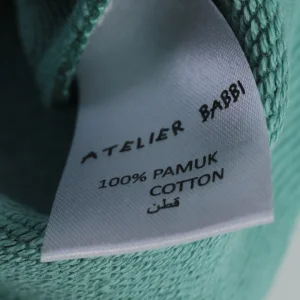 ATELIER BABBI
100% PAMUK
COTTON
قطن